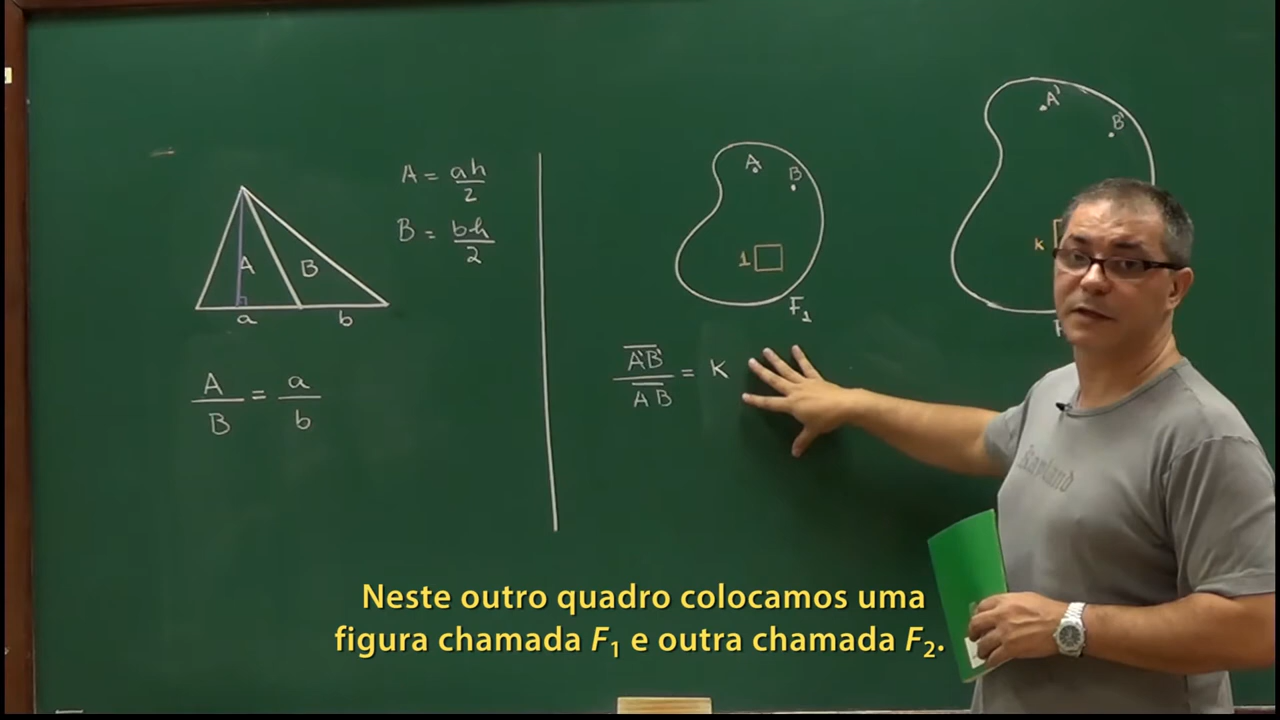 A = ah/2
B = bh/2
A B
a b
A/B = a/b
A B
1
F₁
A'B'/AB = K
A' B'
K
F
Neste outro quadro colocamos uma
figura chamada F₁ e outra chamada F₂.